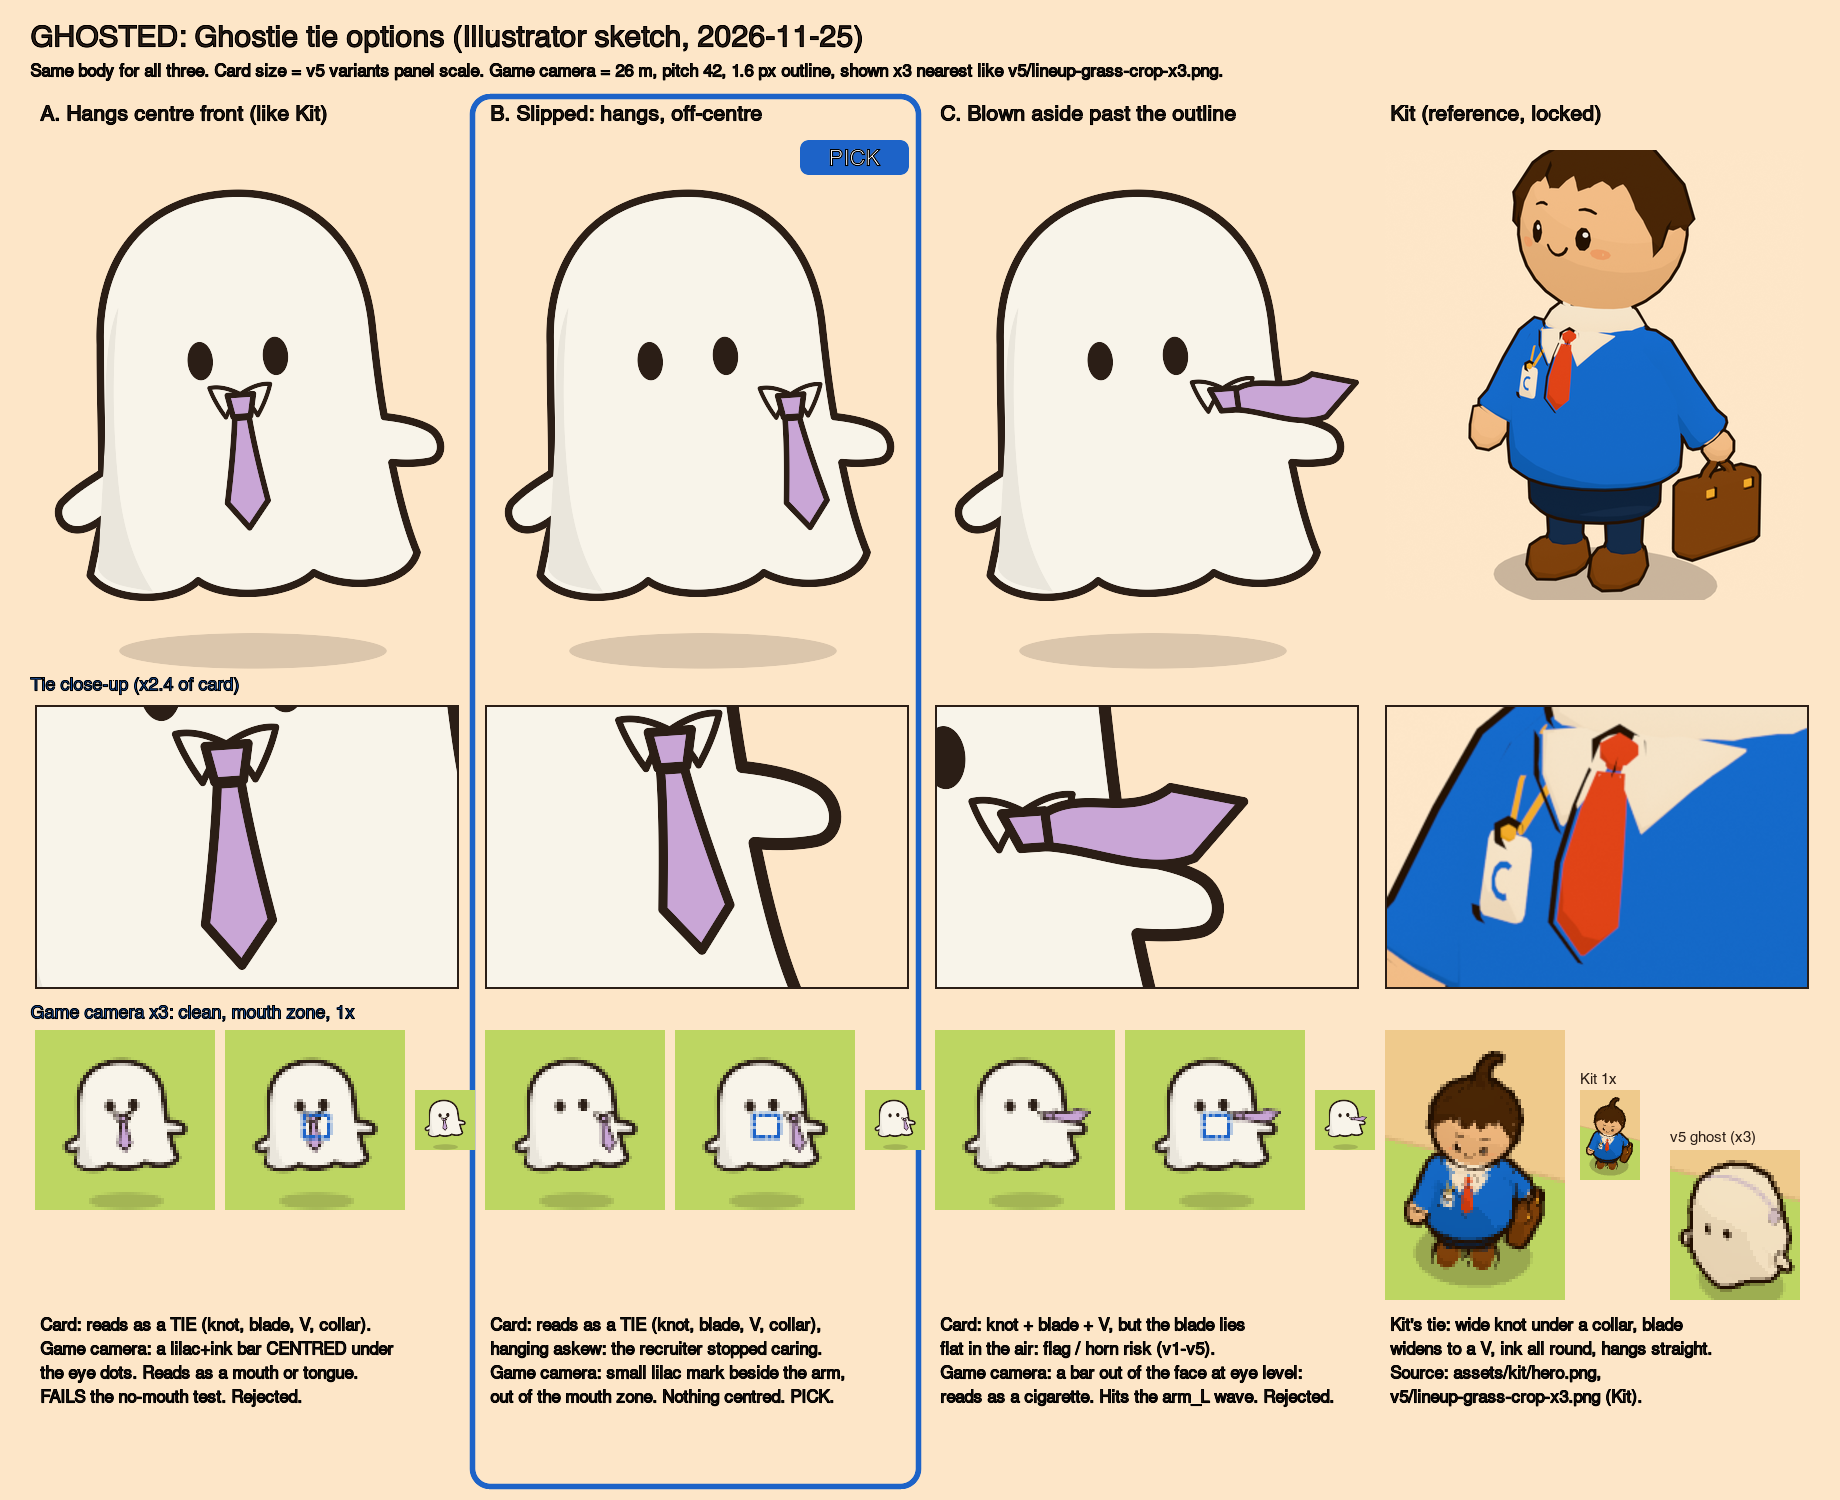 GHOSTED: Ghostie tie options (Illustrator sketch, 2026-11-25)
Same body for all three. Card size = v5 variants panel scale. Game camera = 26 m, pitch 42, 1.6 px outline, shown x3 nearest like v5/lineup-grass-crop-x3.png.
A. Hangs centre front (like Kit)
B. Slipped: hangs, off-centre
C. Blown aside past the outline
Kit (reference, locked)
PICK
C
Tie close-up (x2.4 of card)
C
Game camera x3: clean, mouth zone, 1x
Kit 1x
v5 ghost (x3)
Card: reads as a TIE (knot, blade, V, collar).
Game camera: a lilac+ink bar CENTRED under
the eye dots. Reads as a mouth or tongue.
FAILS the no-mouth test. Rejected.
Card: reads as a TIE (knot, blade, V, collar),
hanging askew: the recruiter stopped caring.
Game camera: small lilac mark beside the arm,
out of the mouth zone. Nothing centred. PICK.
Card: knot + blade + V, but the blade lies
flat in the air: flag / horn risk (v1-v5).
Game camera: a bar out of the face at eye level:
reads as a cigarette. Hits the arm_L wave. Rejected.
Kit's tie: wide knot under a collar, blade
widens to a V, ink all round, hangs straight.
Source: assets/kit/hero.png,
v5/lineup-grass-crop-x3.png (Kit).